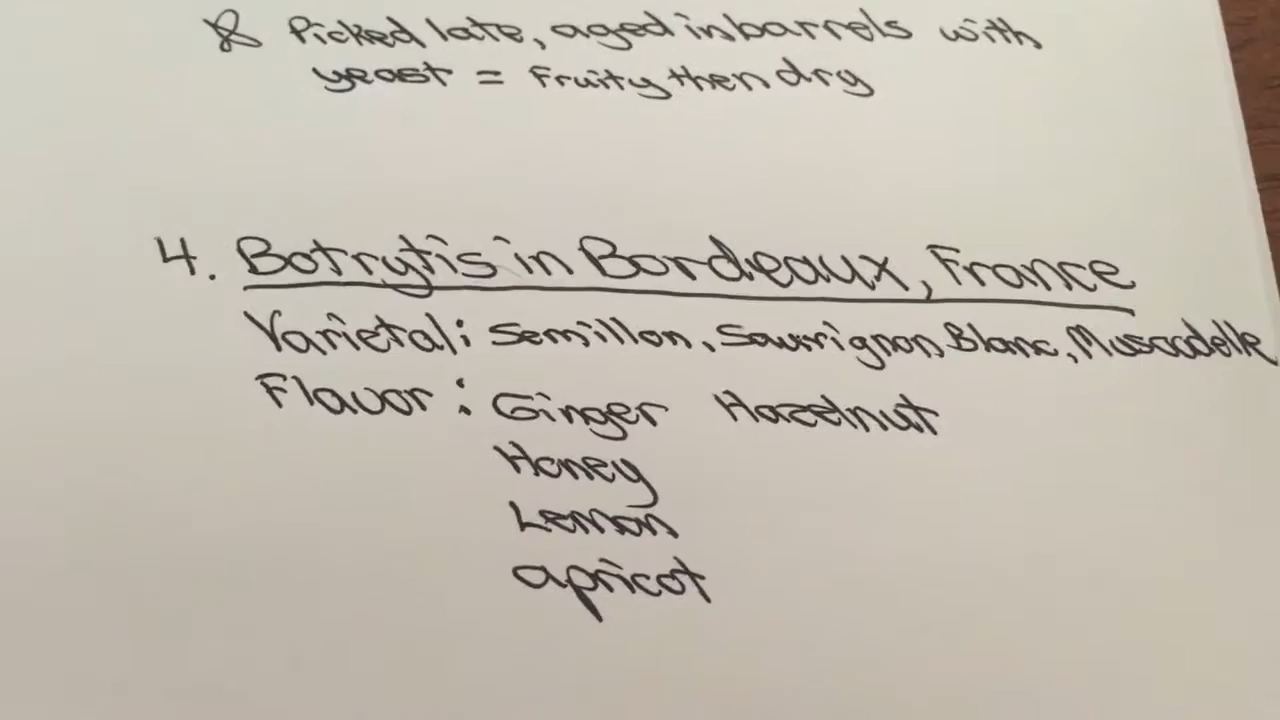 ☆ Picked late, aged in barrels with
yeast = Fruity then dry
4. Botrytis in Bordeaux, France
Varietal: Semillon, Sauvignon Blanc, Muscadelle
Flavor: Ginger Hazelnut
Honey
Lemon
apricot